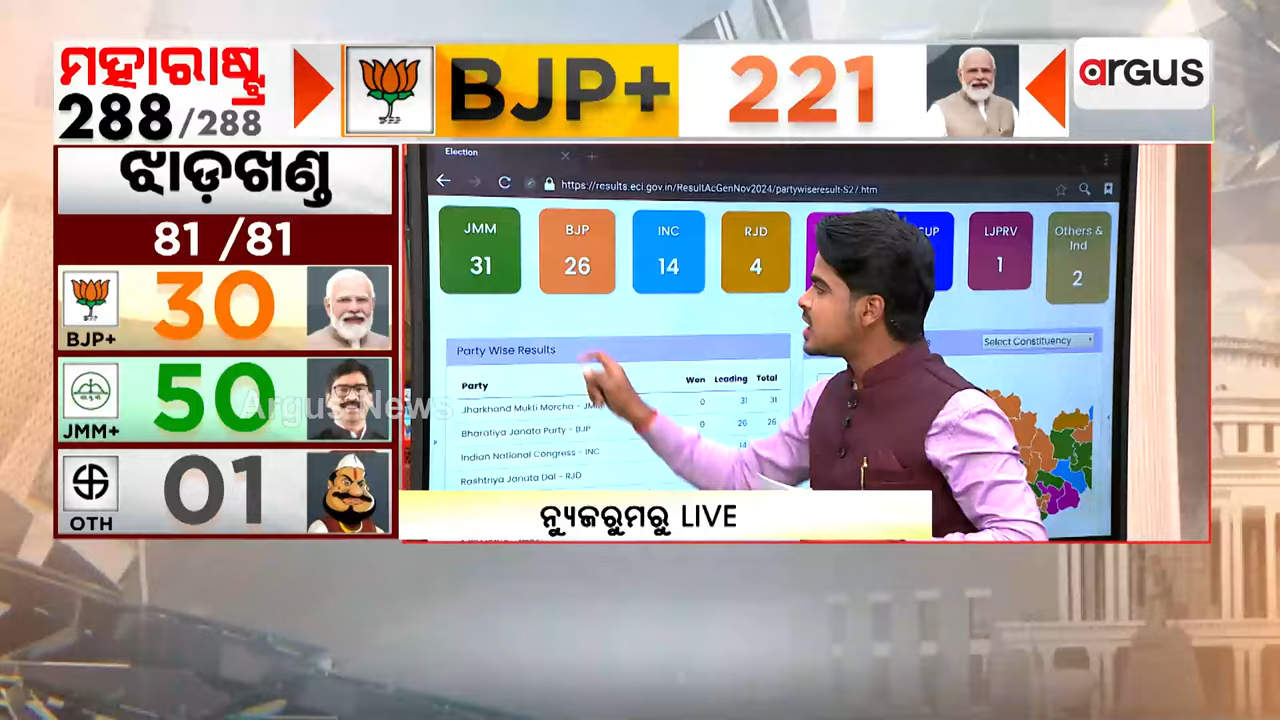 ମହାରାଷ୍ଟ୍ର
288/288
BJP+
221
argus
ଝାଡ଼ଖଣ୍ଡ
81 /81
BJP+
30
JMM+
50
OTH
01
Argus News
Election
https://results.eci.gov.in/ResultAcGenNov2024/partywiseresult-S27.htm
JMM
31
BJP
26
INC
14
RJD
4
LJPRV
1
Others &
Ind
2
Party Wise Results
Select Constituency
Party Won Leading Total
Jharkhand Mukti Morcha - JMM 0 31 31
Bharatiya Janata Party - BJP 0 26 26
Indian National Congress - INC 14
Rashtriya Janata Dal - RJD
ନ୍ୟୁଜରୁମରୁ LIVE